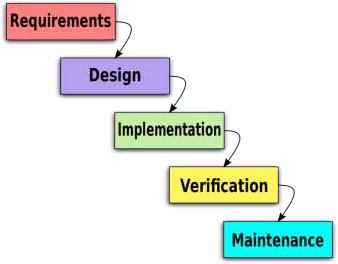 Requirements
Design
Implementation
Verification
Maintenance